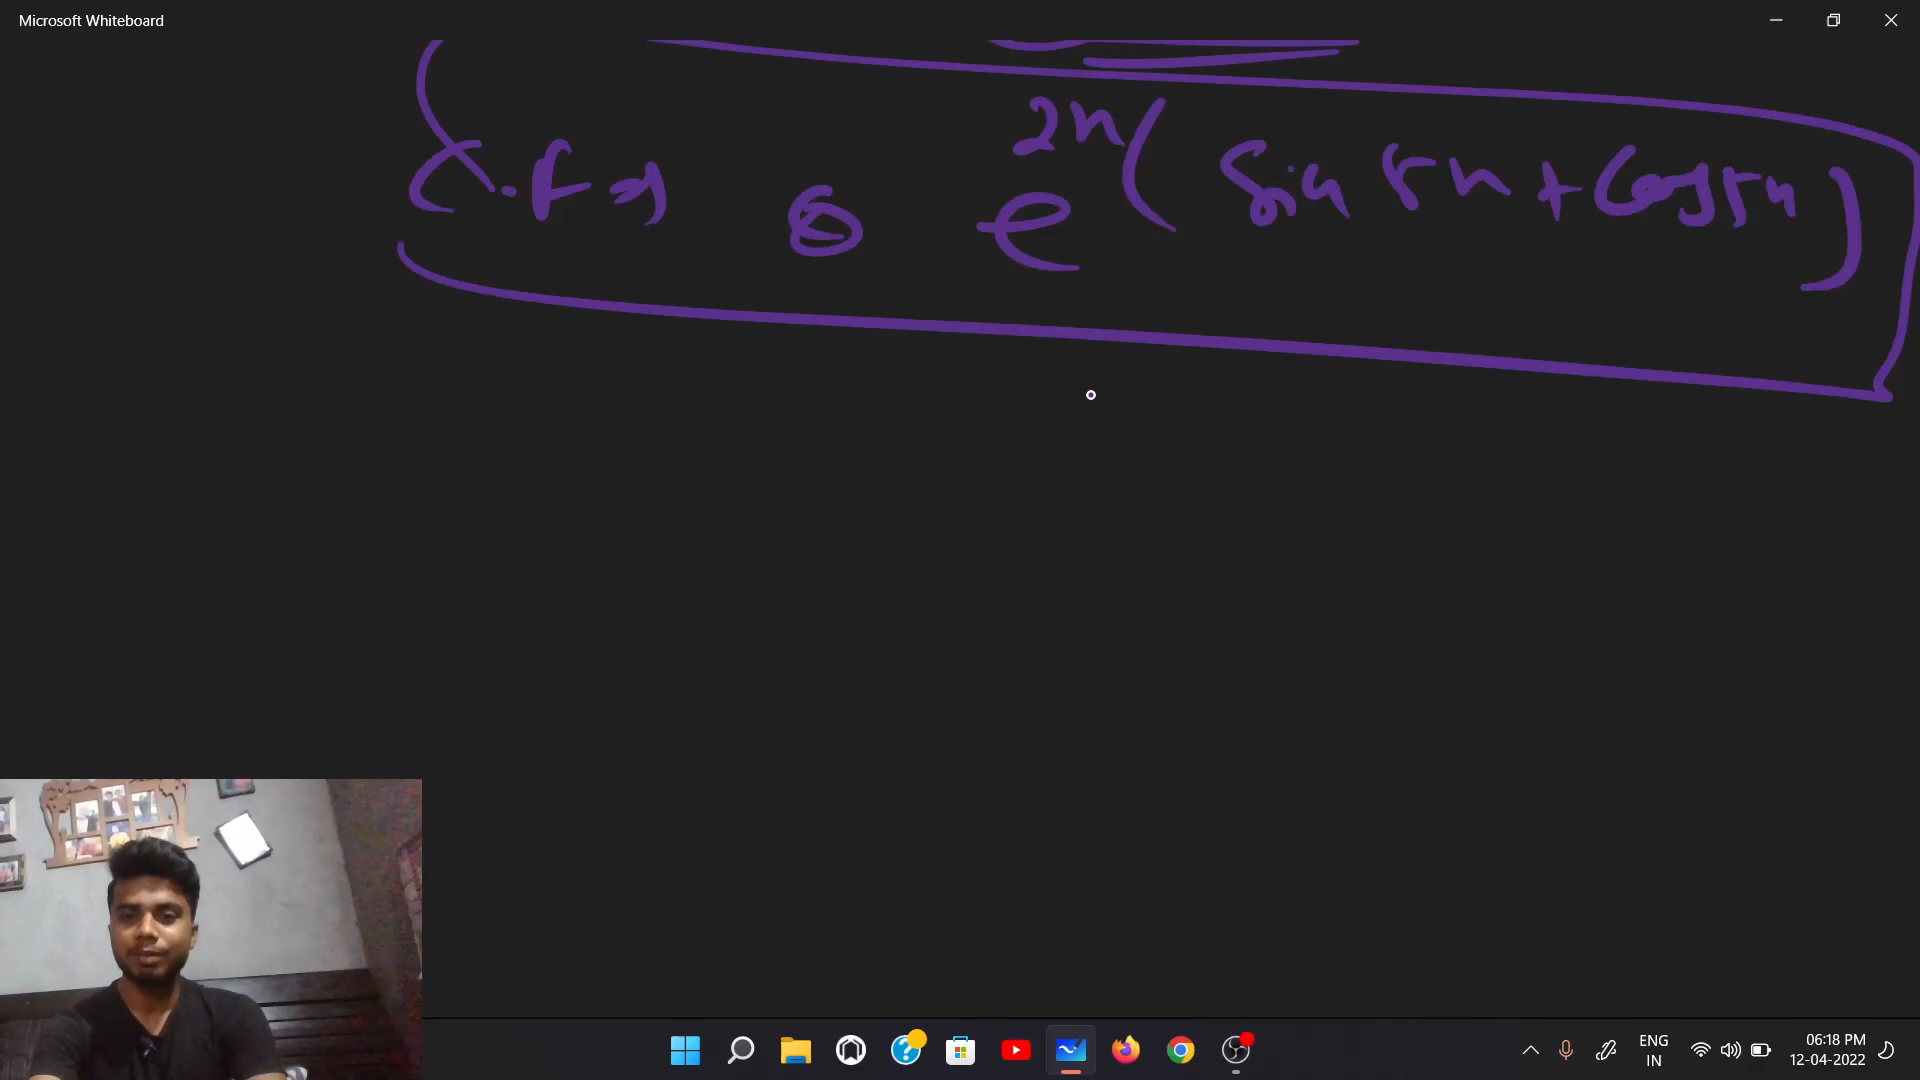 Microsoft Whiteboard
C.F ⇒ e^{2x} ( Sin 5x + Cos 5x )
ENG
IN
06:18 PM
12-04-2022